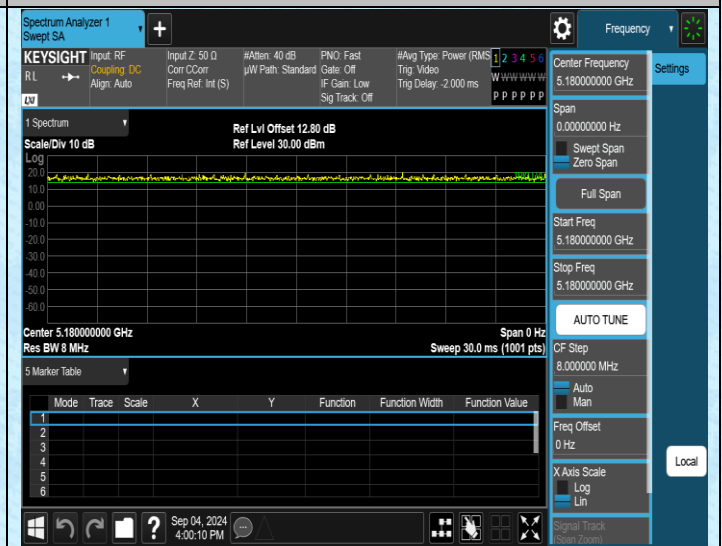 Spectrum Analyzer 1
Swept SA
Frequency
KEYSIGHT
RL
LXI
Input: RF
Coupling: DC
Align: Auto
Input Z: 50 Ω
Corr CCorr
Freq Ref: Int (S)
#Atten: 40 dB
µW Path: Standard
PNO: Fast
Gate: Off
IF Gain: Low
Sig Track: Off
#Avg Type: Power (RMS
Trig: Video
Trig Delay: -2.000 ms
1 2 3 4 5 6
W W W W W W
P P P P P P
1 Spectrum
Scale/Div 10 dB
Ref Lvl Offset 12.80 dB
Ref Level 30.00 dBm
Log
20.0
10.0
0.00
-10.0
-20.0
-30.0
-40.0
-50.0
-60.0
Center 5.180000000 GHz
Res BW 8 MHz
Span 0 Hz
Sweep 30.0 ms (1001 pts)
5 Marker Table
Mode Trace Scale X Y Function Function Width Function Value
1
2
3
4
5
6
Sep 04, 2024
4:00:10 PM
Center Frequency
5.180000000 GHz
Span
0.00000000 Hz
Swept Span
Zero Span
Full Span
Start Freq
5.180000000 GHz
Stop Freq
5.180000000 GHz
AUTO TUNE
CF Step
8.000000 MHz
Auto
Man
Freq Offset
0 Hz
X Axis Scale
Log
Lin
Signal Track
(Span Zoom)
Settings
Local